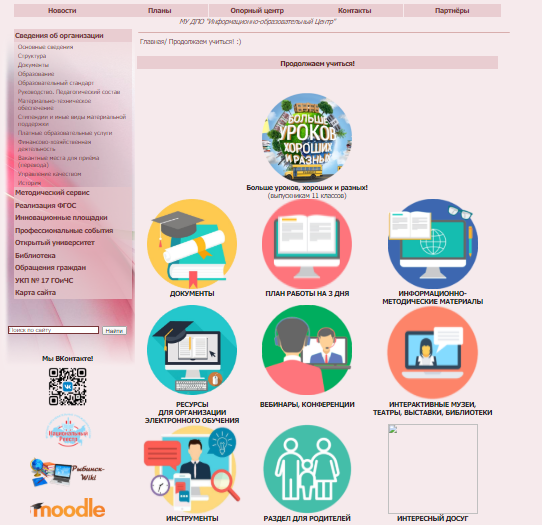 Новости
Планы
Опорный центр
Контакты
Партнёры
МУ ДПО "Информационно-образовательный Центр"
Сведения об организации
Основные сведения
Структура
Документы
Образование
Образовательный стандарт
Руководство. Педагогический состав
Материально-техническое
обеспечение
Стипендии и иные виды материальной
поддержки
Платные образовательные услуги
Финансово-хозяйственная
деятельность
Вакантные места для приёма
(перевода)
Управление качеством
История
Методический сервис
Реализация ФГОС
Инновационные площадки
Профессиональные события
Открытый университет
Библиотека
Обращения граждан
УКП № 17 ГОиЧС
Карта сайта
Поиск по сайту
Найти
Мы ВКонтакте!
Национальный
Реестр
Рыбинск-
Wiki
moodle
Главная/ Продолжаем учиться! :)
Продолжаем учиться!
БОЛЬШЕ
УРОКОВ
ХОРОШИХ
И РАЗНЫХ
Больше уроков, хороших и разных!
(выпускникам 11 классов)
ДОКУМЕНТЫ
ПЛАН РАБОТЫ НА 3 ДНЯ
ИНФОРМАЦИОННО-
МЕТОДИЧЕСКИЕ МАТЕРИАЛЫ
РЕСУРСЫ
ДЛЯ ОРГАНИЗАЦИИ
ЭЛЕКТРОННОГО ОБУЧЕНИЯ
ВЕБИНАРЫ, КОНФЕРЕНЦИИ
ИНТЕРАКТИВНЫЕ МУЗЕИ,
ТЕАТРЫ, ВЫСТАВКИ, БИБЛИОТЕКИ
ИНСТРУМЕНТЫ
РАЗДЕЛ ДЛЯ РОДИТЕЛЕЙ
ИНТЕРЕСНЫЙ ДОСУГ